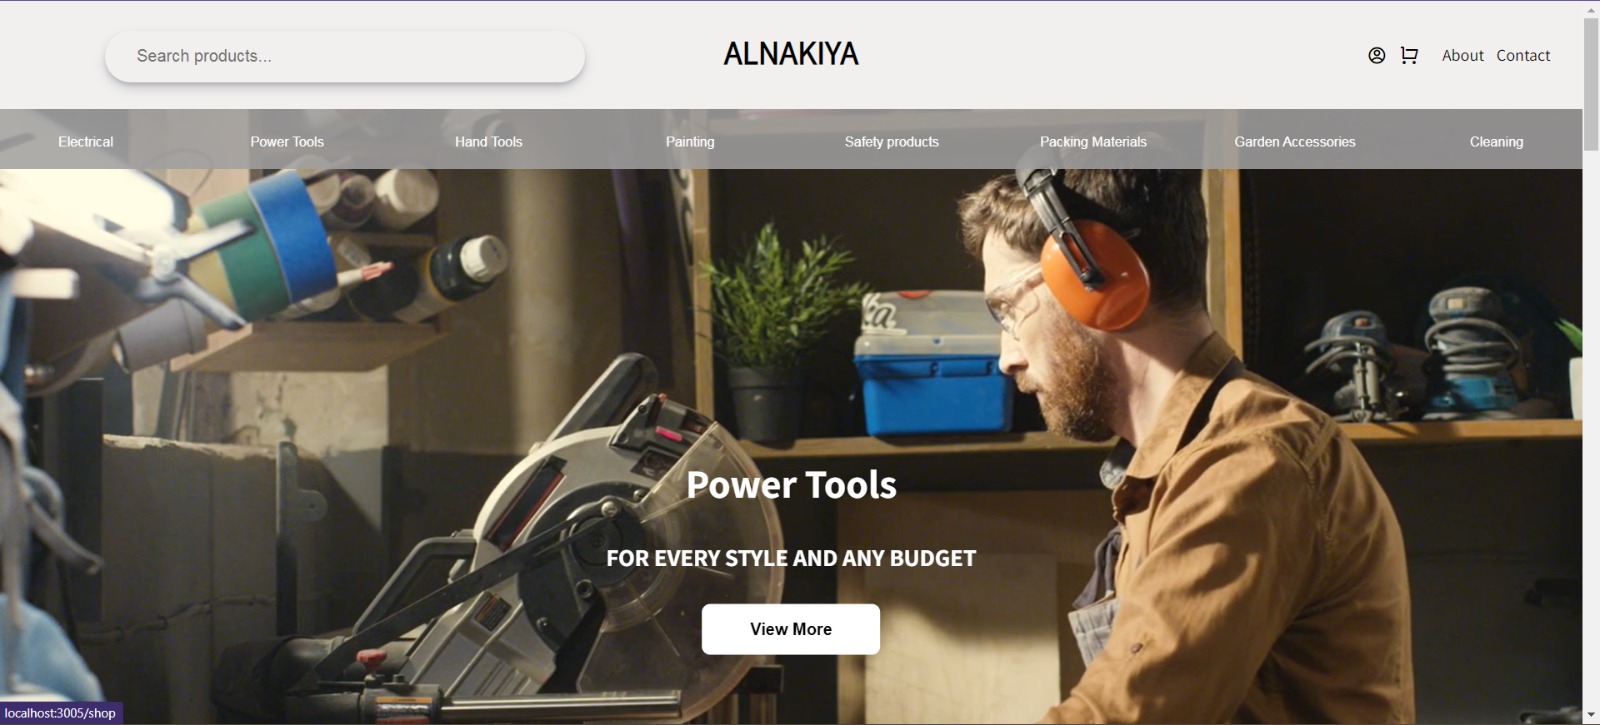 Search products...
ALNAKIYA
About Contact
Electrical Power Tools Hand Tools Painting Safety products Packing Materials Garden Accessories Cleaning
Power Tools
FOR EVERY STYLE AND ANY BUDGET
View More
localhost:3005/shop